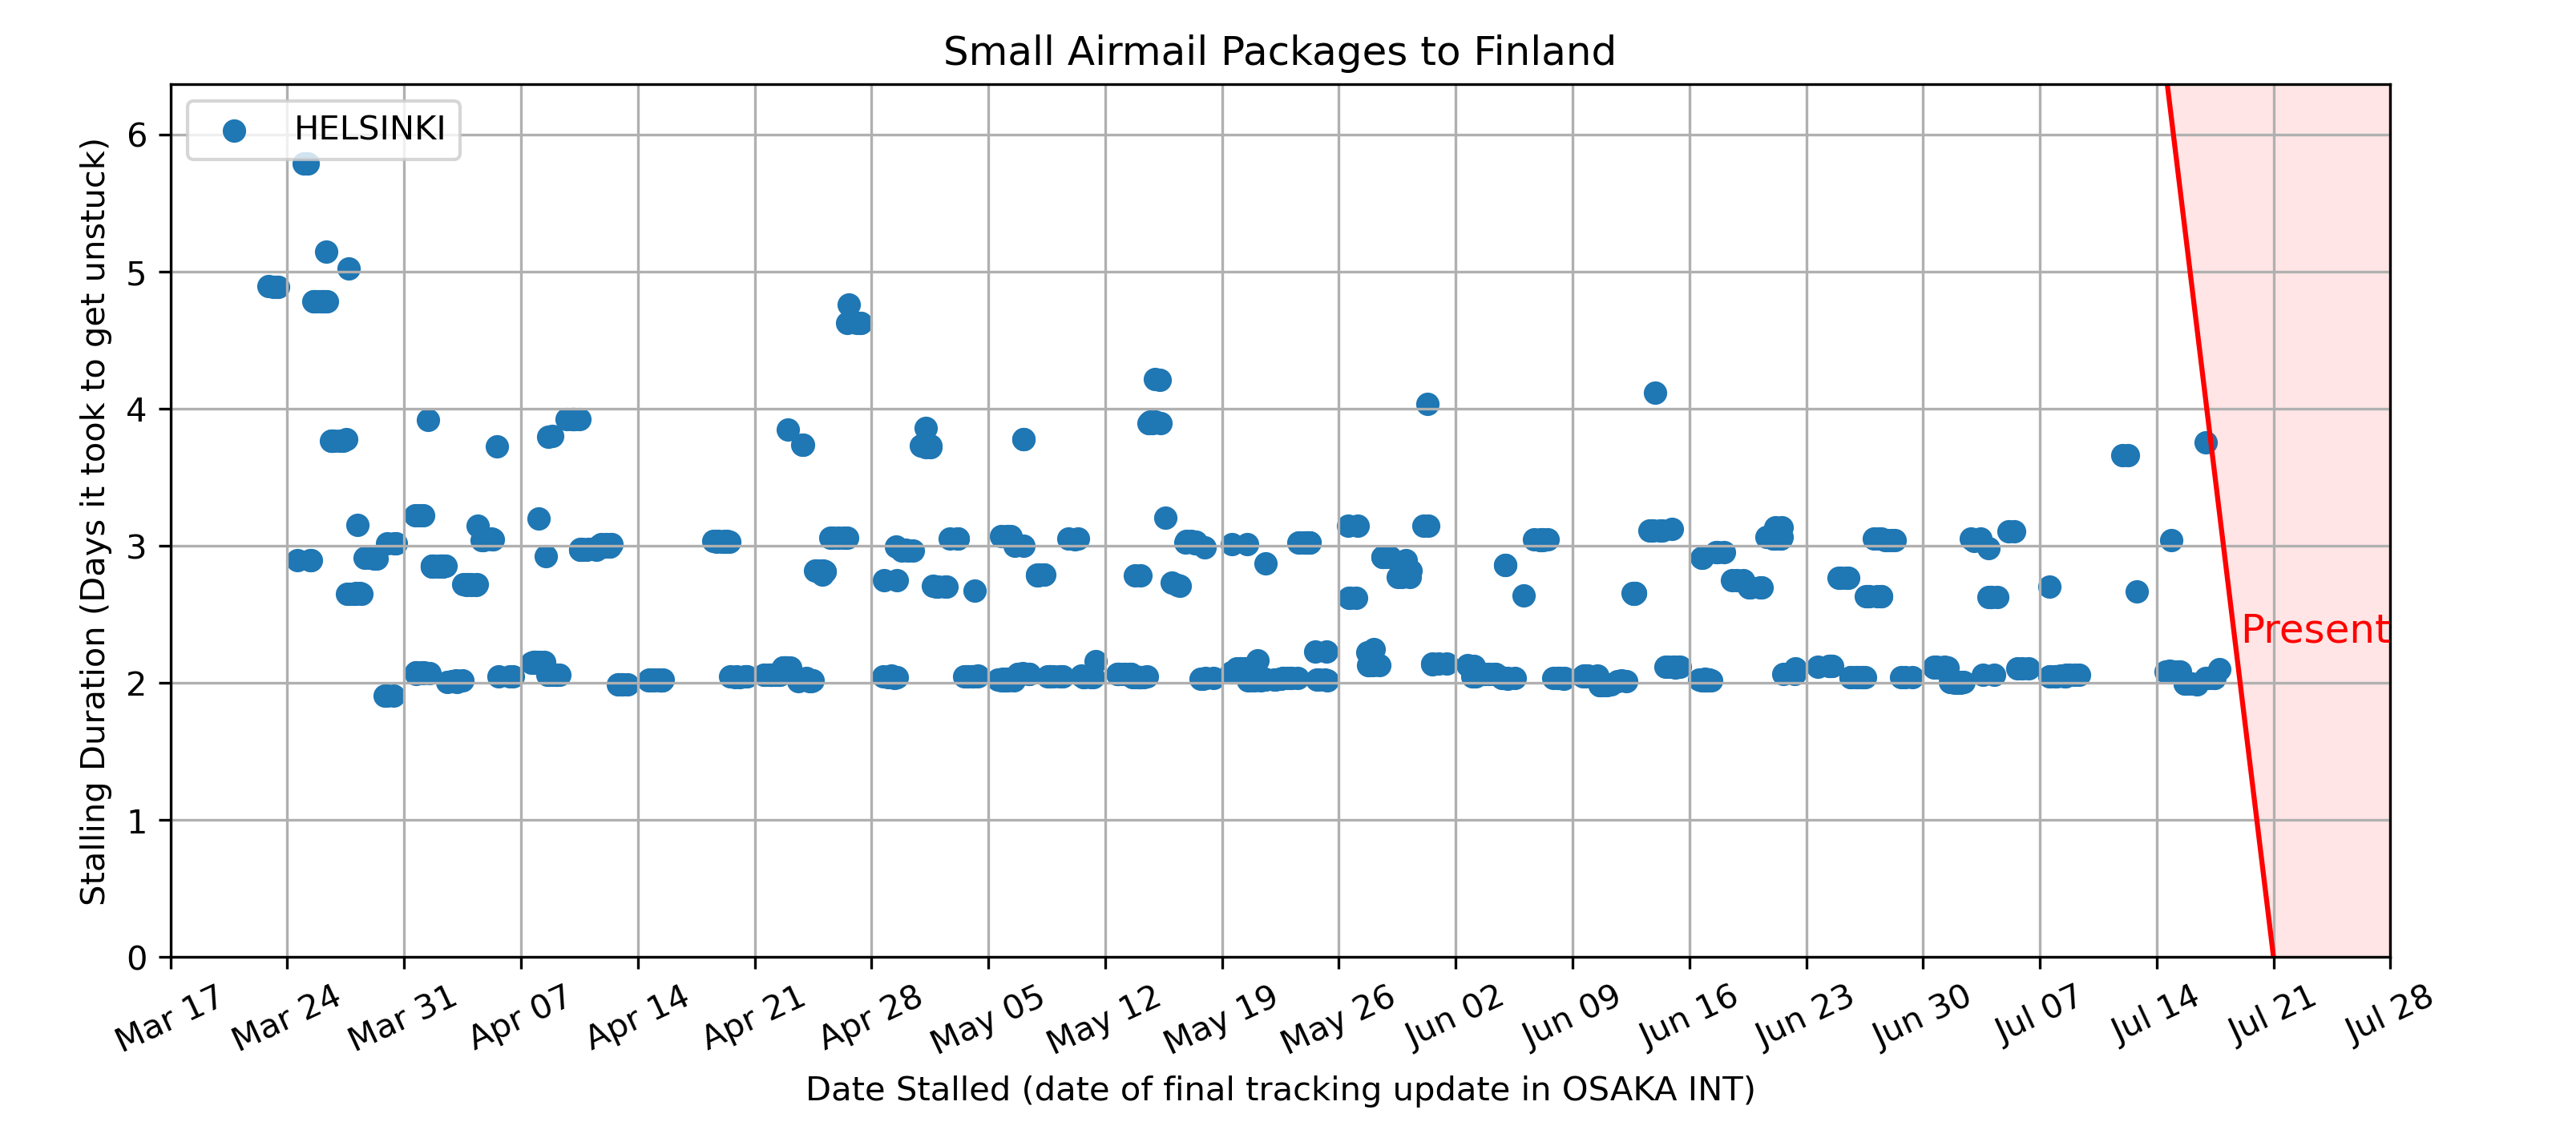 Small Airmail Packages to Finland
HELSINKI
Stalling Duration (Days it took to get unstuck)
6
5
4
3
2
1
0
Present
Mar 17
Mar 24
Mar 31
Apr 07
Apr 14
Apr 21
Apr 28
May 05
May 12
May 19
May 26
Jun 02
Jun 09
Jun 16
Jun 23
Jun 30
Jul 07
Jul 14
Jul 21
Jul 28
Date Stalled (date of final tracking update in OSAKA INT)